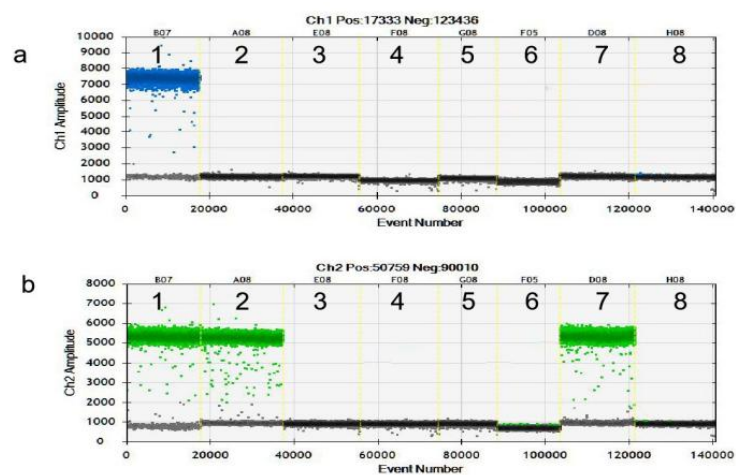 a
Ch1 Pos:17333 Neg:123436
B07 A08 E08 F08 G08 F05 D08 H08
1 2 3 4 5 6 7 8
10000
9000
8000
7000
6000
5000
4000
3000
2000
1000
0
Ch1 Amplitude
0 20000 40000 60000 80000 100000 120000 140000
Event Number
b
Ch2 Pos:50759 Neg:90010
B07 A08 E08 F08 G08 F05 D08 H08
1 2 3 4 5 6 7 8
8000
7000
6000
5000
4000
3000
2000
1000
0
Ch2 Amplitude
0 20000 40000 60000 80000 100000 120000 140000
Event Number